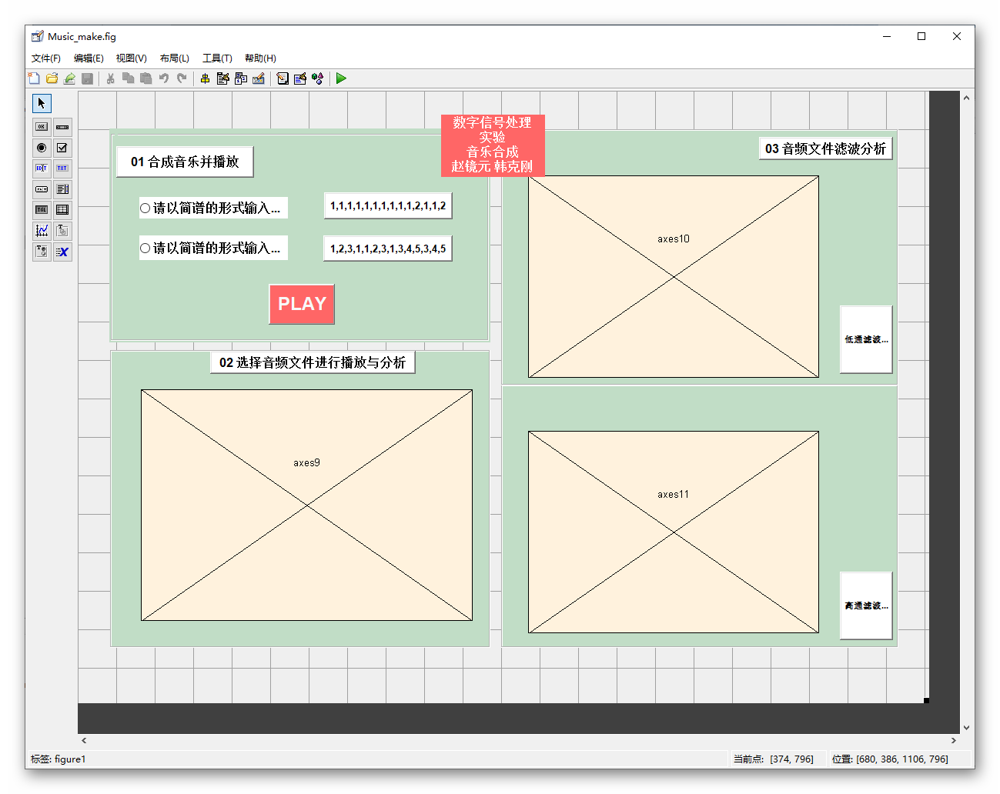 Music_make.fig
文件(F) 编辑(E) 视图(V) 布局(L) 工具(T) 帮助(H)
OK
EDIT TXT
TGL
数字信号处理
实验
音乐合成
赵镜元 韩克刚
01 合成音乐并播放
请以简谱的形式输入...
1,1,1,1,1,1,1,1,1,1,2,1,1,2
请以简谱的形式输入...
1,2,3,1,1,2,3,1,3,4,5,3,4,5
PLAY
02 选择音频文件进行播放与分析
axes9
03 音频文件滤波分析
axes10
低通滤波...
axes11
高通滤波...
标签: figure1
当前点: [374, 796]
位置: [680, 386, 1106, 796]